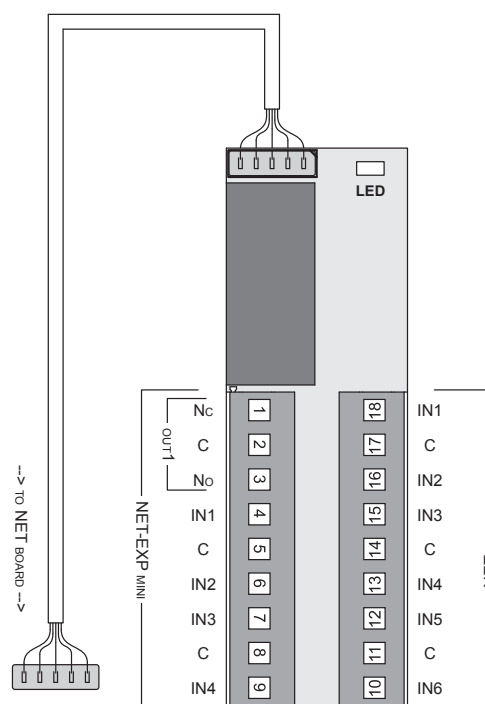 LED
Nc 1 18 IN1
C 2 17 C
No 3 16 IN2
OUT1
IN1 4 15 IN3
C 5 14 C
IN2 6 13 IN4
IN3 7 12 IN5
C 8 11 C
IN4 9 10 IN6
NET-EXP MINI
--> TO NET BOARD -->